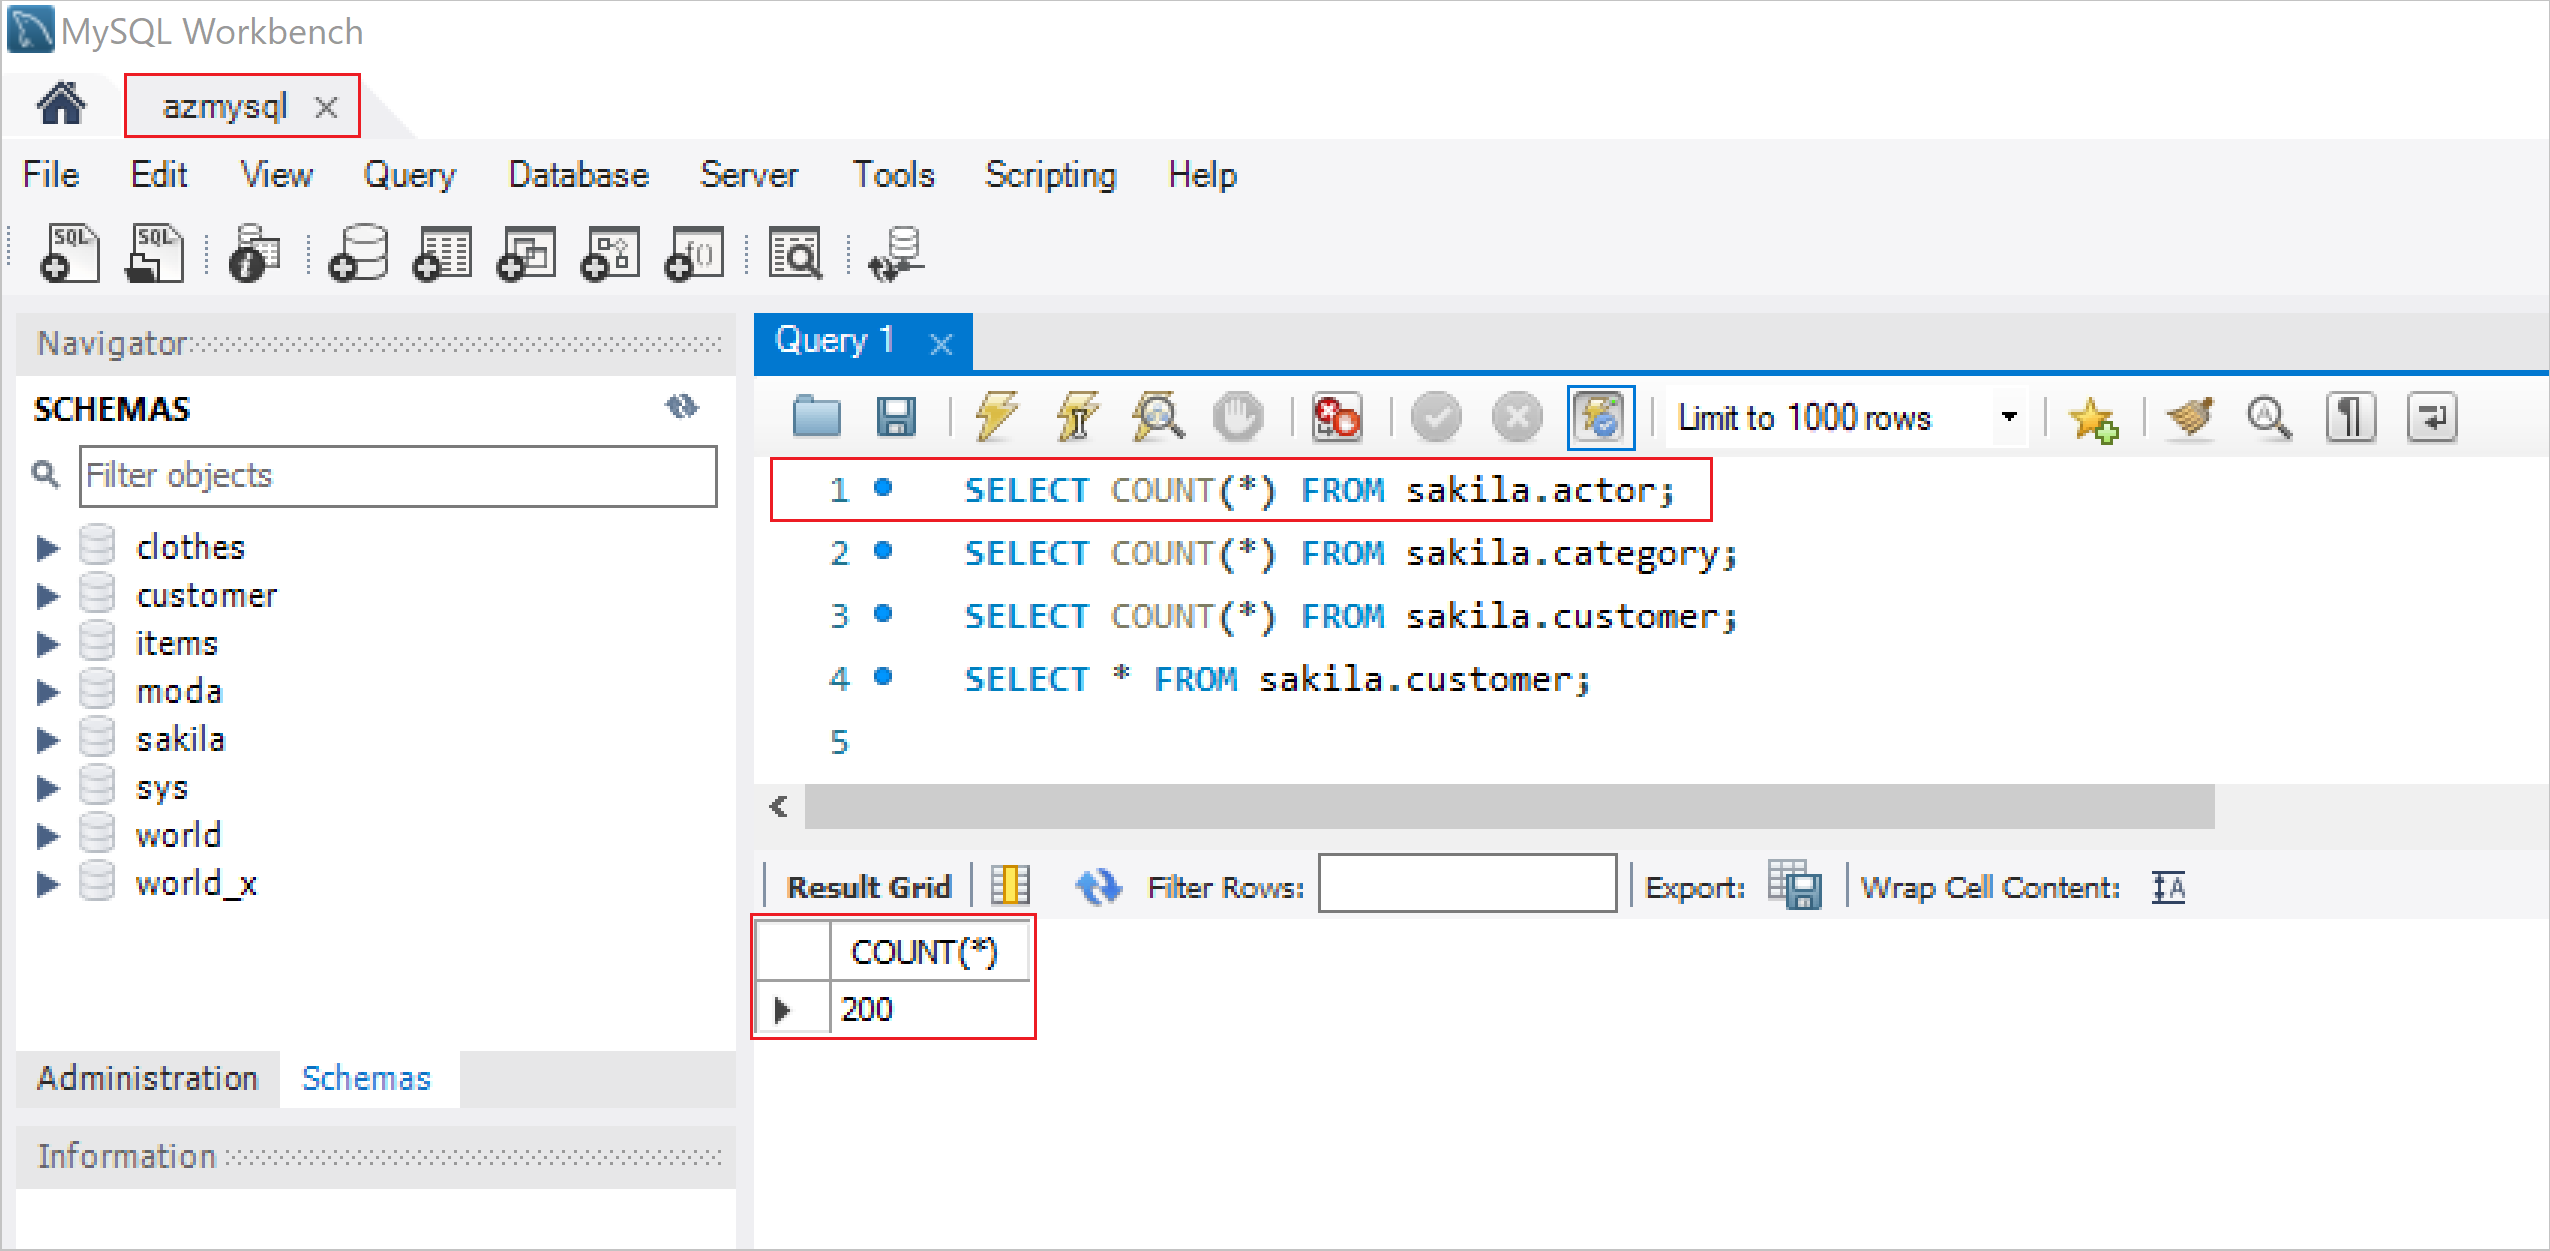 MySQL Workbench
azmysql
File Edit View Query Database Server Tools Scripting Help
SQL SQL f()
Navigator
SCHEMAS
Filter objects
clothes
customer
items
moda
sakila
sys
world
world_x
Administration Schemas
Information
Query 1
Limit to 1000 rows
1 SELECT COUNT(*) FROM sakila.actor;
2 SELECT COUNT(*) FROM sakila.category;
3 SELECT COUNT(*) FROM sakila.customer;
4 SELECT * FROM sakila.customer;
5
Result Grid Filter Rows: Export: Wrap Cell Content: A
COUNT(*)
200